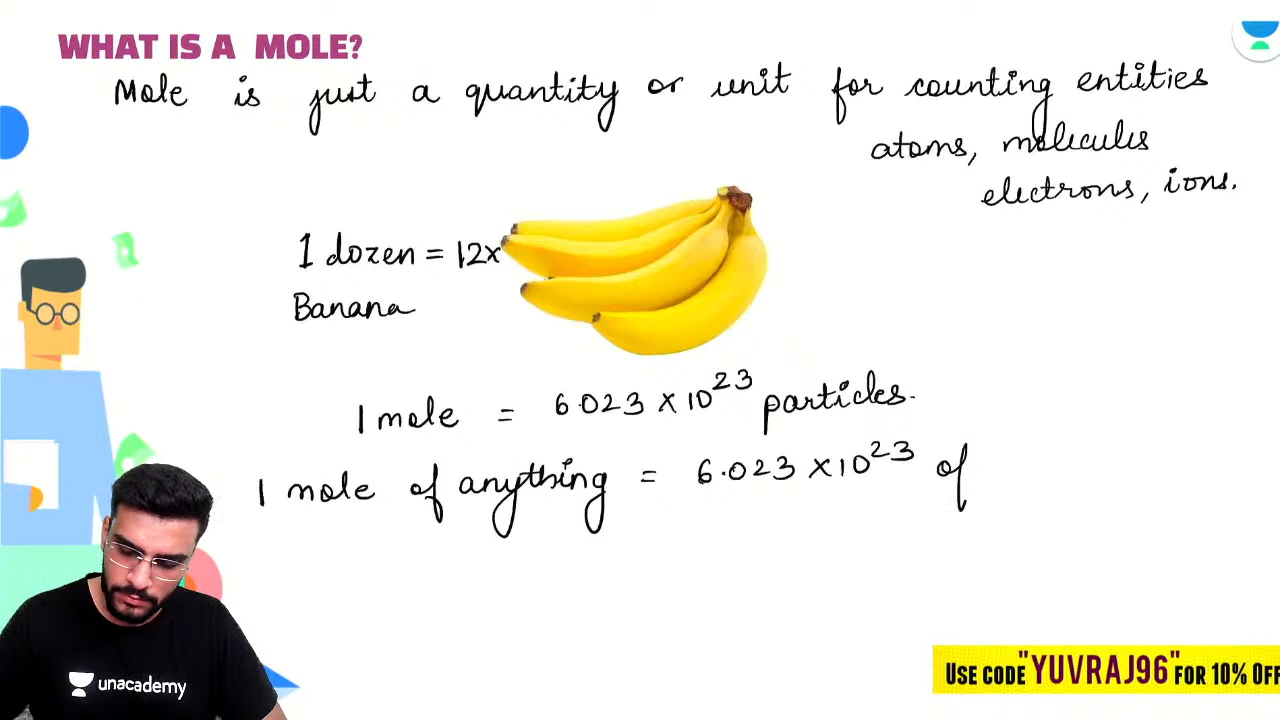 WHAT IS A MOLE?
Mole is just a quantity or unit for counting entities
atoms, molecules
electrons, ions.
1 dozen = 12x
Banana
1 mole = 6.023 x 10^23 particles.
1 mole of anything = 6.023 x 10^23 of
unacademy
USE CODE "YUVRAJ96" FOR 10% OFF